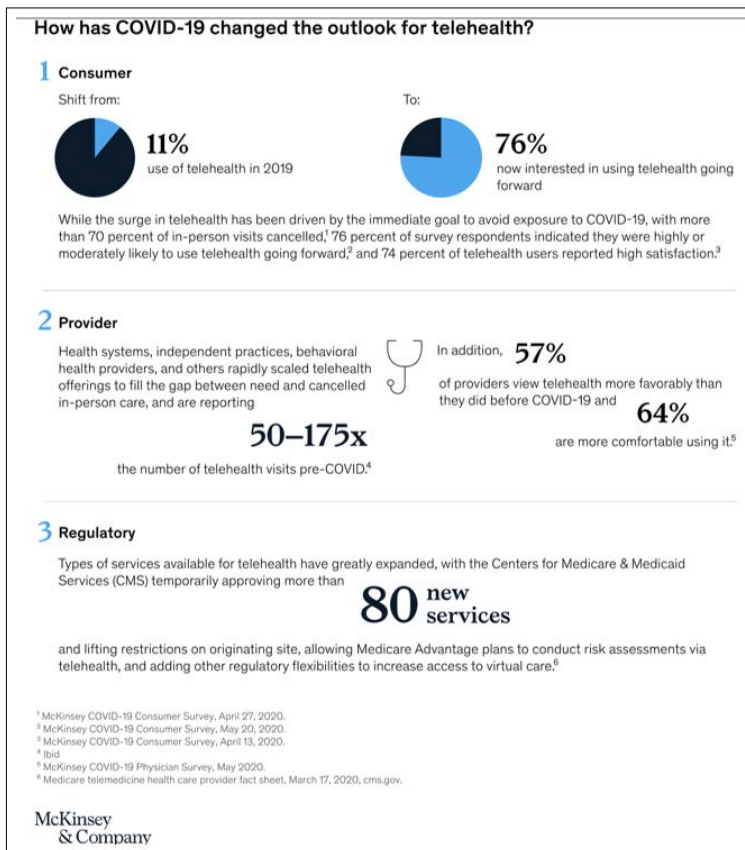 How has COVID-19 changed the outlook for telehealth?
1 Consumer
Shift from:
11%
use of telehealth in 2019
To:
76%
now interested in using telehealth going
forward
While the surge in telehealth has been driven by the immediate goal to avoid exposure to COVID-19, with more
than 70 percent of in-person visits cancelled,¹ 76 percent of survey respondents indicated they were highly or
moderately likely to use telehealth going forward,² and 74 percent of telehealth users reported high satisfaction.³
2 Provider
Health systems, independent practices, behavioral
health providers, and others rapidly scaled telehealth
offerings to fill the gap between need and cancelled
in-person care, and are reporting
50–175x
the number of telehealth visits pre-COVID.⁴
In addition, 57%
of providers view telehealth more favorably than
they did before COVID-19 and
64%
are more comfortable using it.⁵
3 Regulatory
Types of services available for telehealth have greatly expanded, with the Centers for Medicare & Medicaid
Services (CMS) temporarily approving more than
80 new
services
and lifting restrictions on originating site, allowing Medicare Advantage plans to conduct risk assessments via
telehealth, and adding other regulatory flexibilities to increase access to virtual care.⁶
¹ McKinsey COVID-19 Consumer Survey, April 27, 2020.
² McKinsey COVID-19 Consumer Survey, May 20, 2020.
³ McKinsey COVID-19 Consumer Survey, April 13, 2020.
⁴ Ibid
⁵ McKinsey COVID-19 Physician Survey, May 2020.
⁶ Medicare telemedicine health care provider fact sheet, March 17, 2020, cms.gov.
McKinsey
& Company